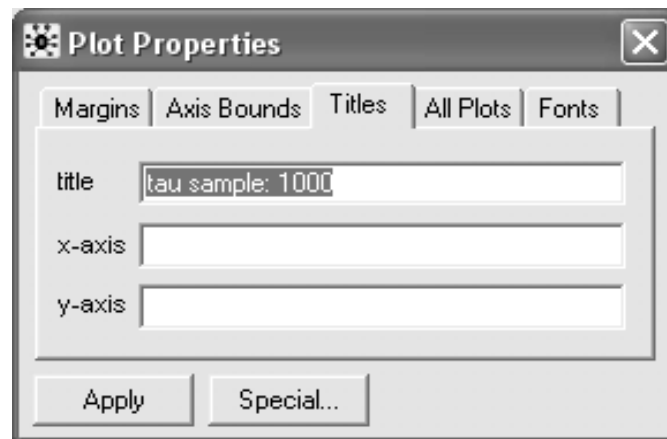 Plot Properties
Margins Axis Bounds Titles All Plots Fonts
title tau sample: 1000
x-axis
y-axis
Apply Special...